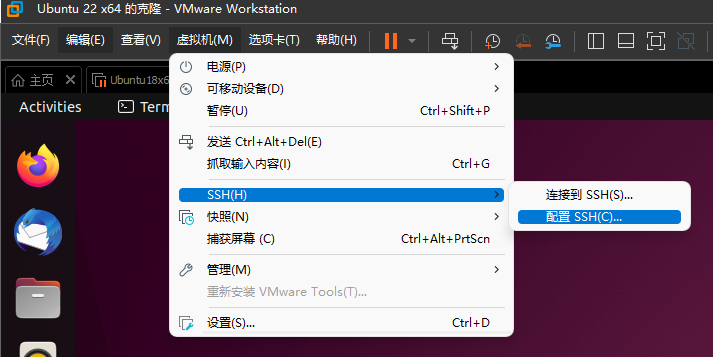 Ubuntu 22 x64 的克隆 - VMware Workstation
文件(F) 编辑(E) 查看(V) 虚拟机(M) 选项卡(T) 帮助(H)
主页 Ubuntu18x6
Activities Term
电源(P)
可移动设备(D)
暂停(U) Ctrl+Shift+P
发送 Ctrl+Alt+Del(E)
抓取输入内容(I) Ctrl+G
SSH(H)
连接到 SSH(S)...
快照(N)
配置 SSH(C)...
捕获屏幕 (C) Ctrl+Alt+PrtScn
管理(M)
重新安装 VMware Tools(T)...
设置(S)... Ctrl+D